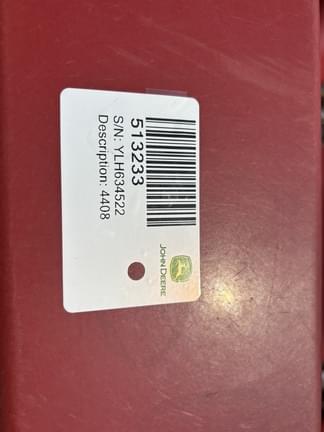 513233
S/N: YLH634522
Description: 4408
JOHN DEERE